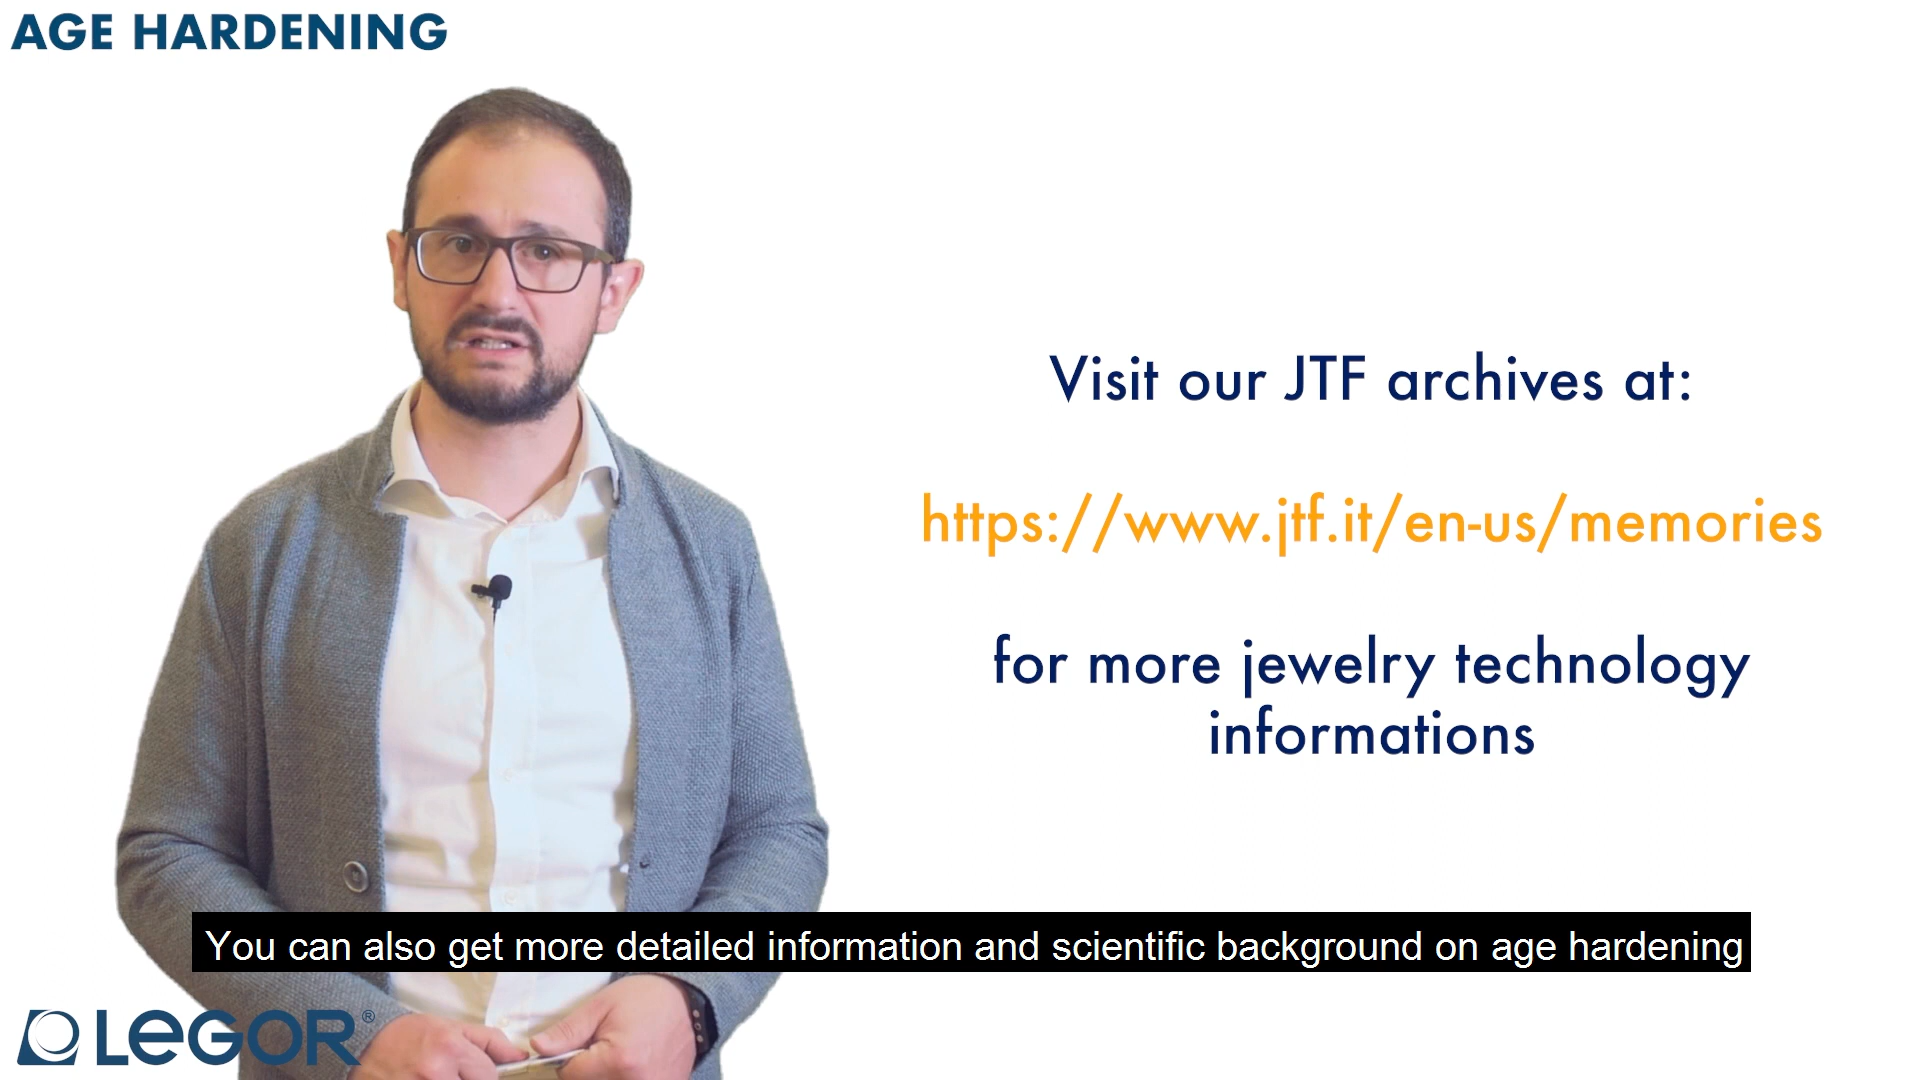 AGE HARDENING
Visit our JTF archives at:
https://www.jtf.it/en-us/memories
for more jewelry technology
informations
You can also get more detailed information and scientific background on age hardening
LEGOR®